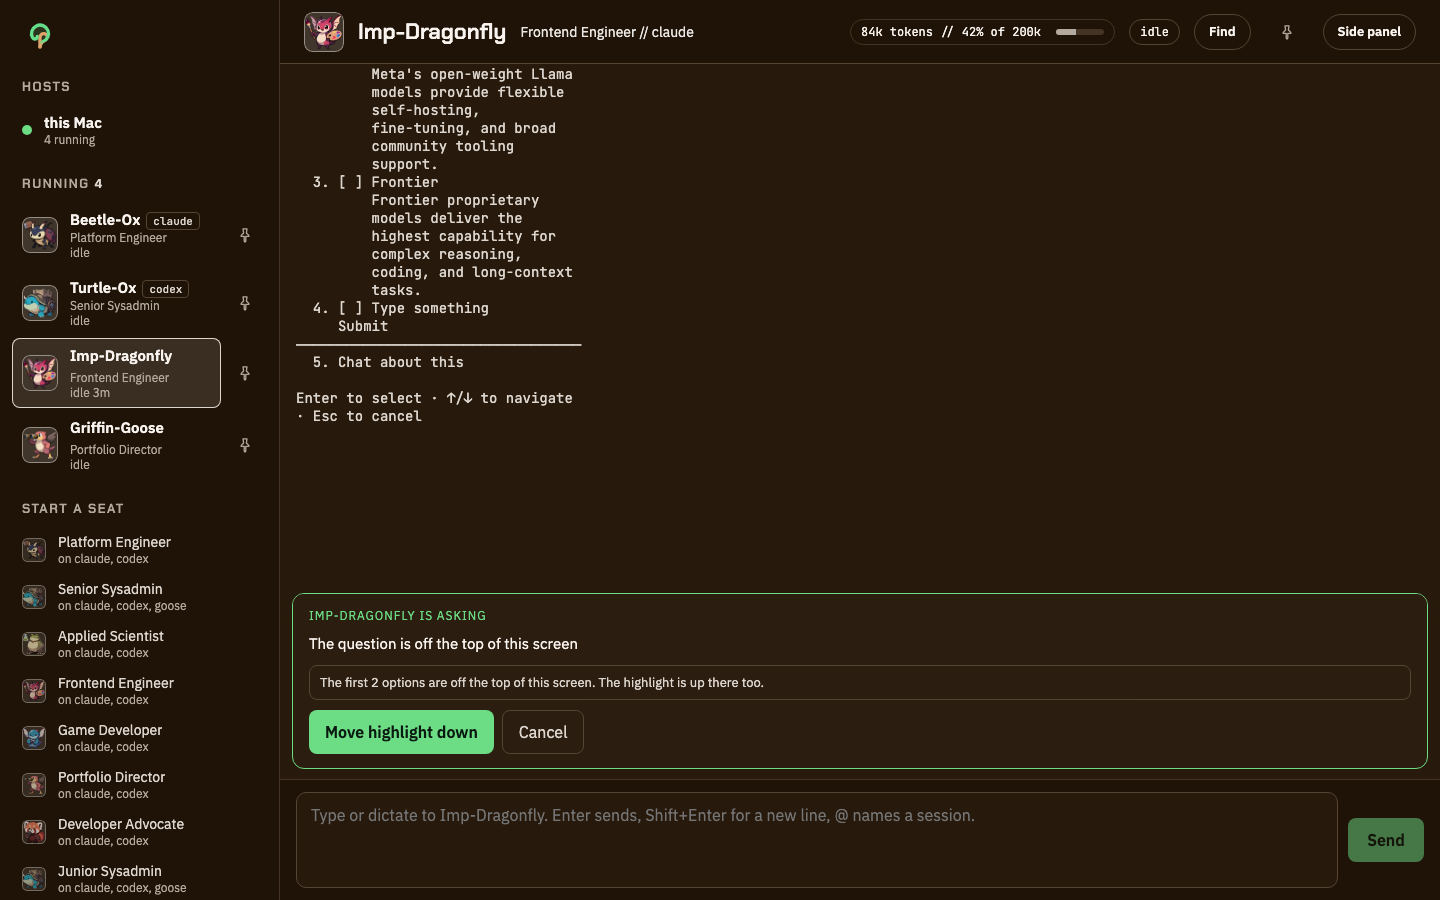 HOSTS
this Mac
4 running
RUNNING 4
Beetle-Ox claude
Platform Engineer
idle
Turtle-Ox codex
Senior Sysadmin
idle
Imp-Dragonfly
Frontend Engineer
idle 3m
Griffin-Goose
Portfolio Director
idle
START A SEAT
Platform Engineer
on claude, codex
Senior Sysadmin
on claude, codex, goose
Applied Scientist
on claude, codex
Frontend Engineer
on claude, codex
Game Developer
on claude, codex
Portfolio Director
on claude, codex
Developer Advocate
on claude, codex
Junior Sysadmin
on claude, codex, goose
Imp-Dragonfly Frontend Engineer // claude
84k tokens // 42% of 200k
idle
Find
Side panel
Meta's open-weight Llama
models provide flexible
self-hosting,
fine-tuning, and broad
community tooling
support.
3. [ ] Frontier
Frontier proprietary
models deliver the
highest capability for
complex reasoning,
coding, and long-context
tasks.
4. [ ] Type something
Submit
5. Chat about this
Enter to select · ↑/↓ to navigate
· Esc to cancel
IMP-DRAGONFLY IS ASKING
The question is off the top of this screen
The first 2 options are off the top of this screen. The highlight is up there too.
Move highlight down
Cancel
Type or dictate to Imp-Dragonfly. Enter sends, Shift+Enter for a new line, @ names a session.
Send